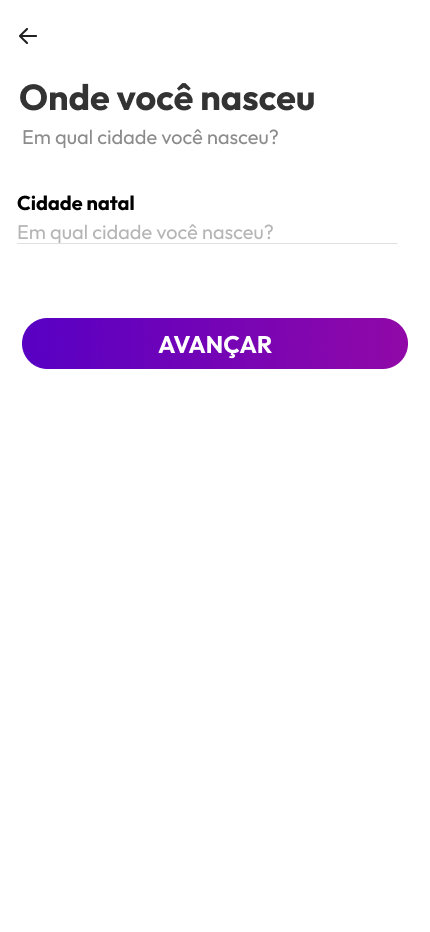 Onde você nasceu
Em qual cidade você nasceu?
Cidade natal
Em qual cidade você nasceu?
AVANÇAR